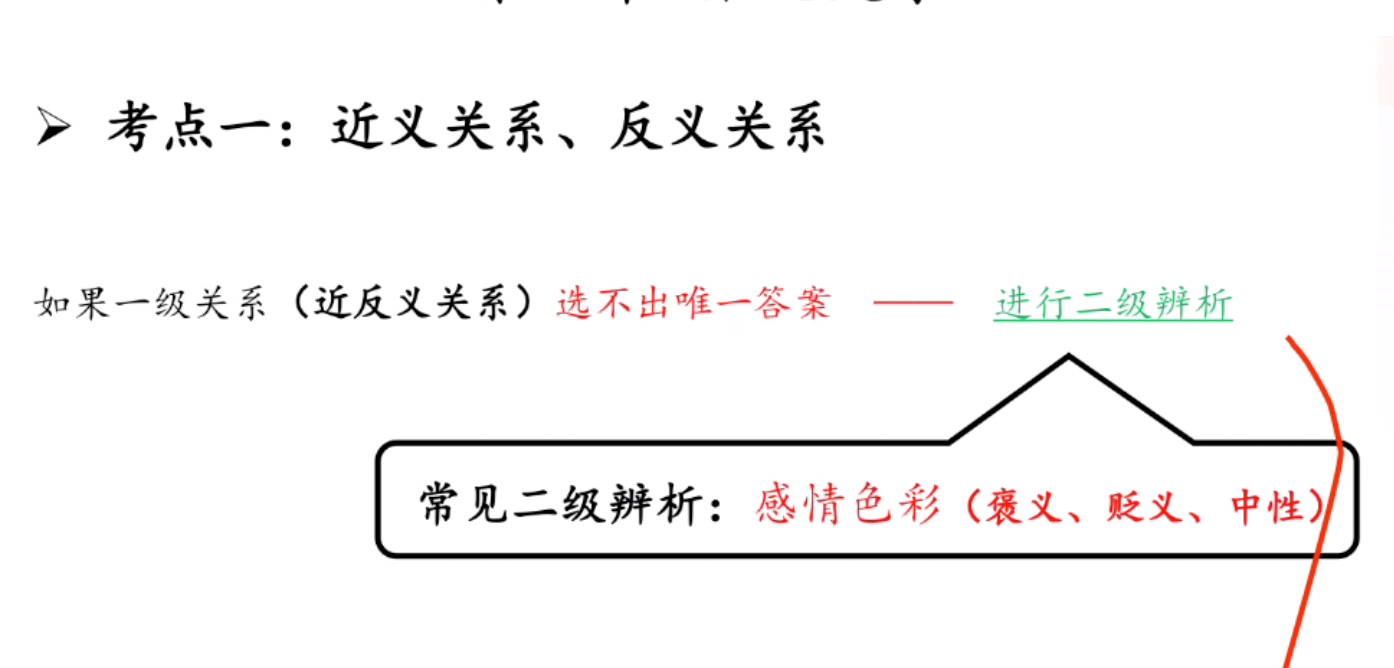 考点一：近义关系、反义关系
如果一级关系（近反义关系）选不出唯一答案 —— 进行二级辨析
常见二级辨析：感情色彩（褒义、贬义、中性）